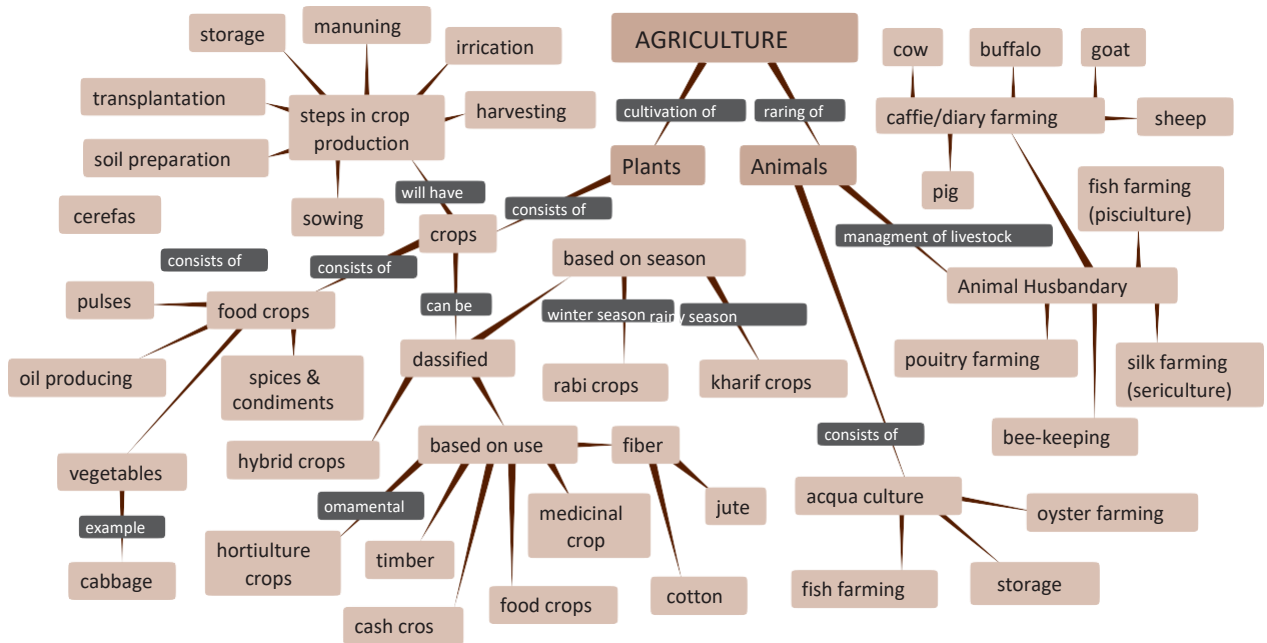 AGRICULTURE
manuning
storage
irrication
cow
buffalo
goat
transplantation
steps in crop
production
harvesting
cultivation of
raring of
caffie/diary farming
sheep
soil preparation
Plants
Animals
pig
fish farming
(pisciulture)
will have
cerefas
sowing
consists of
crops
managment of livestock
consists of
consists of
based on season
pulses
food crops
can be
winter season
rainy season
Animal Husbandary
oil producing
spices &
condiments
dassified
rabi crops
kharif crops
pouitry farming
silk farming
(sericulture)
hybrid crops
based on use
fiber
consists of
bee-keeping
vegetables
omamental
medicinal
crop
jute
acqua culture
oyster farming
example
hortiulture
crops
timber
cabbage
food crops
cotton
fish farming
storage
cash cros